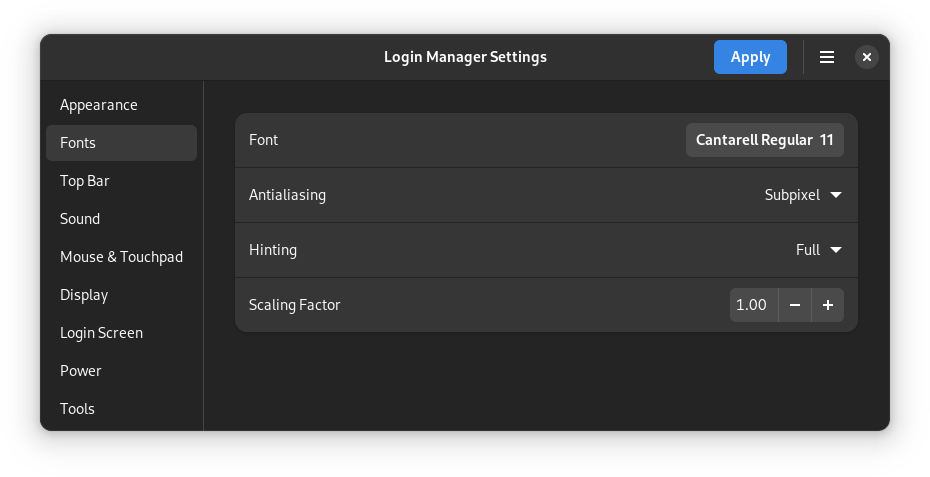 Login Manager Settings
Apply
Appearance
Fonts
Top Bar
Sound
Mouse & Touchpad
Display
Login Screen
Power
Tools
Font
Cantarell Regular 11
Antialiasing
Subpixel
Hinting
Full
Scaling Factor
1.00